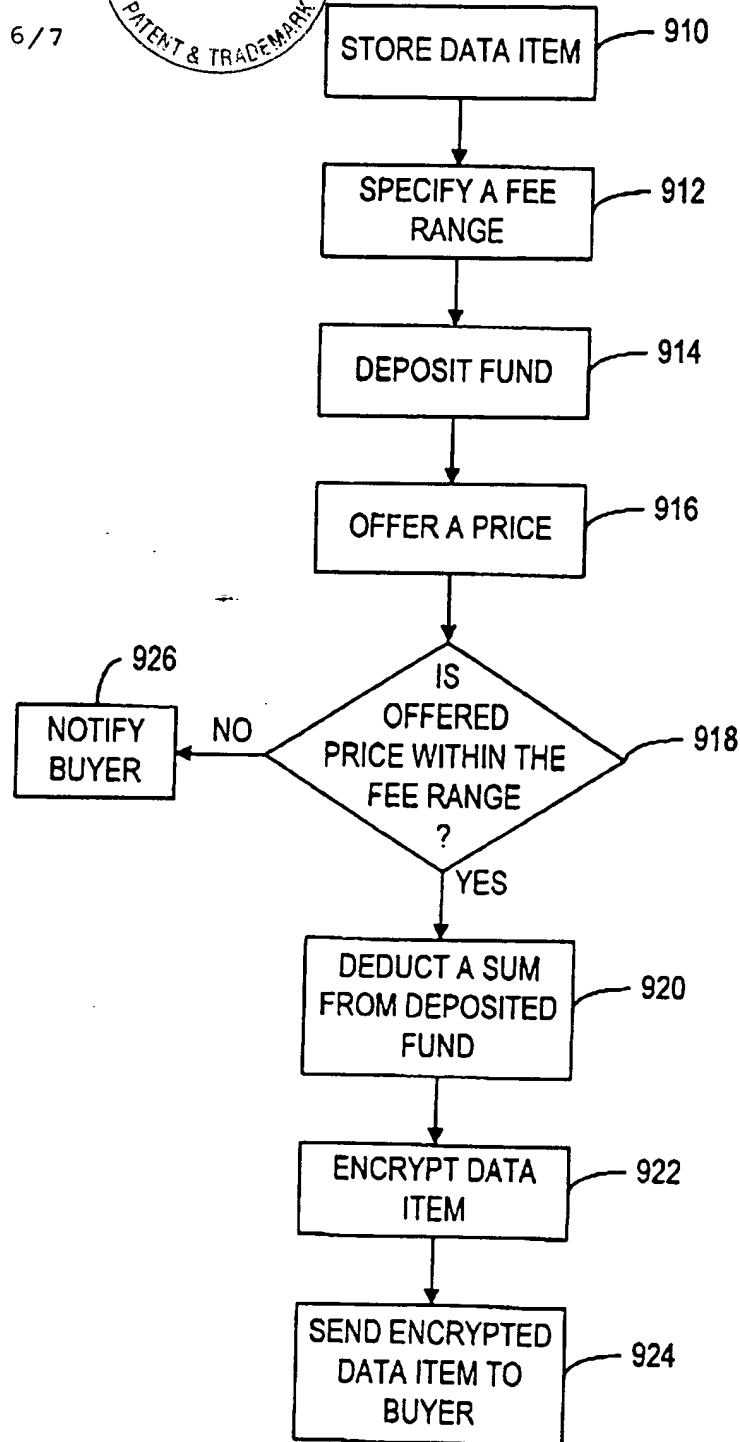 6/7
PATENT & TRADEMARK
STORE DATA ITEM
910
SPECIFY A FEE
RANGE
912
DEPOSIT FUND
914
OFFER A PRICE
916
926
NOTIFY
BUYER
NO
IS
OFFERED
PRICE WITHIN THE
FEE RANGE
?
918
YES
DEDUCT A SUM
FROM DEPOSITED
FUND
920
ENCRYPT DATA
ITEM
922
SEND ENCRYPTED
DATA ITEM TO
BUYER
924